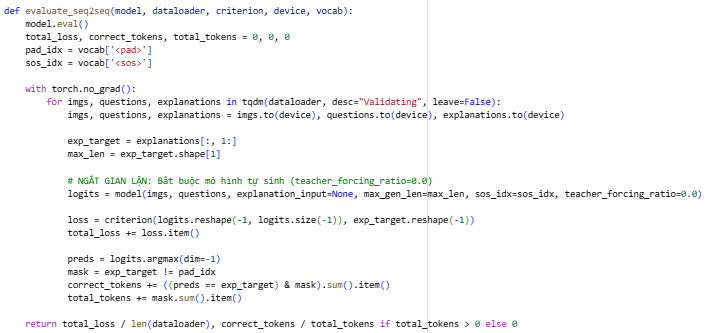 def evaluate_seq2seq(model, dataloader, criterion, device, vocab):
    model.eval()
    total_loss, correct_tokens, total_tokens = 0, 0, 0
    pad_idx = vocab['<pad>']
    sos_idx = vocab['<sos>']

    with torch.no_grad():
        for imgs, questions, explanations in tqdm(dataloader, desc="Validating", leave=False):
            imgs, questions, explanations = imgs.to(device), questions.to(device), explanations.to(device)

            exp_target = explanations[:, 1:]
            max_len = exp_target.shape[1]

            # NGẮT GIAN LẬN: Bắt buộc mô hình tự sinh (teacher_forcing_ratio=0.0)
            logits = model(imgs, questions, explanation_input=None, max_gen_len=max_len, sos_idx=sos_idx, teacher_forcing_ratio=0.0)

            loss = criterion(logits.reshape(-1, logits.size(-1)), exp_target.reshape(-1))
            total_loss += loss.item()

            preds = logits.argmax(dim=-1)
            mask = exp_target != pad_idx
            correct_tokens += ((preds == exp_target) & mask).sum().item()
            total_tokens += mask.sum().item()

    return total_loss / len(dataloader), correct_tokens / total_tokens if total_tokens > 0 else 0